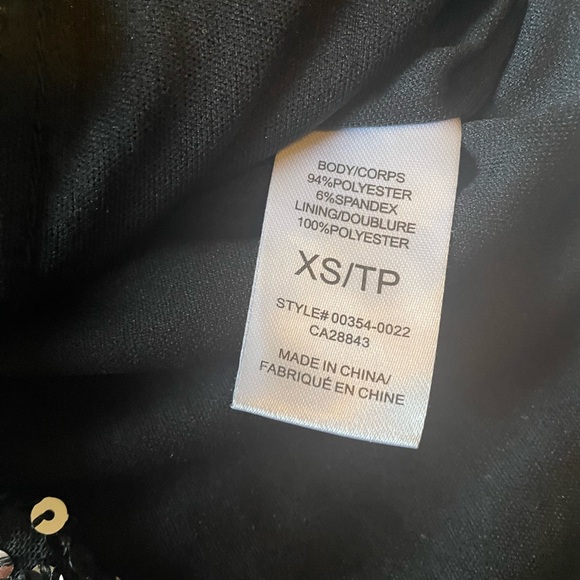 BODY/CORPS
94%POLYESTER
6%SPANDEX
LINING/DOUBLURE
100%POLYESTER
XS/TP
STYLE# 00354-0022
CA28843
MADE IN CHINA/
FABRIQUÉ EN CHINE